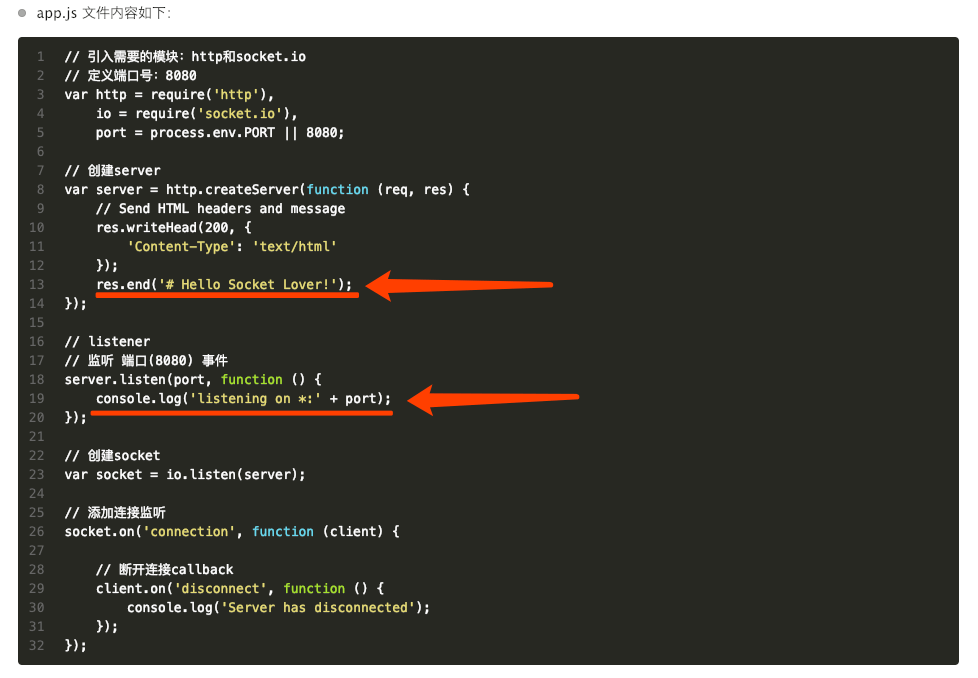 app.js 文件内容如下：
1 // 引入需要的模块：http和socket.io
2 // 定义端口号：8080
3 var http = require('http'),
4     io = require('socket.io'),
5     port = process.env.PORT || 8080;
6
7 // 创建server
8 var server = http.createServer(function (req, res) {
9     // Send HTML headers and message
10     res.writeHead(200, {
11         'Content-Type': 'text/html'
12     });
13     res.end('# Hello Socket Lover!');
14 });
15
16 // listener
17 // 监听 端口(8080) 事件
18 server.listen(port, function () {
19     console.log('listening on *:' + port);
20 });
21
22 // 创建socket
23 var socket = io.listen(server);
24
25 // 添加连接监听
26 socket.on('connection', function (client) {
27
28     // 断开连接callback
29     client.on('disconnect', function () {
30         console.log('Server has disconnected');
31     });
32 });